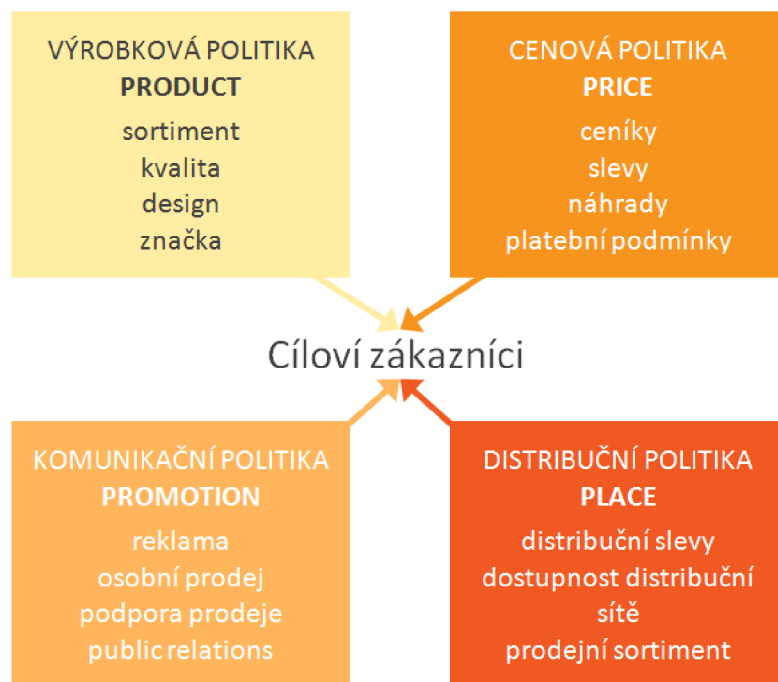 VÝROBKOVÁ POLITIKA
PRODUCT
sortiment
kvalita
design
značka
CENOVÁ POLITIKA
PRICE
ceníky
slevy
náhrady
platební podmínky
Cíloví zákazníci
KOMUNIKAČNÍ POLITIKA
PROMOTION
reklama
osobní prodej
podpora prodeje
public relations
DISTRIBUČNÍ POLITIKA
PLACE
distribuční slevy
dostupnost distribuční
sítě
prodejní sortiment